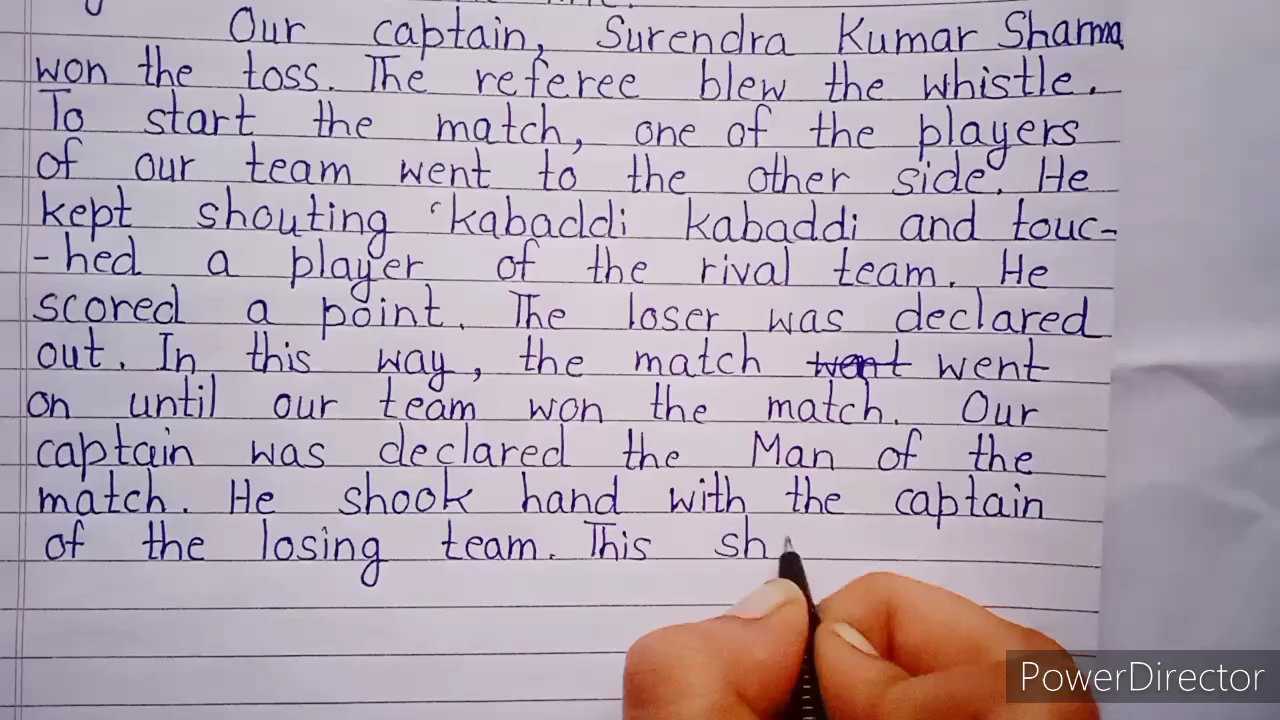 Our captain, Surendra Kumar Sharma
won the toss. The referee blew the whistle.
To start the match, one of the players
of our team went to the other side. He
kept shouting ‘kabaddi kabaddi and touc-
-hed a player of the rival team. He
scored a point. The loser was declared
out. In this way, the match went went
on until our team won the match. Our
captain was declared the Man of the
match. He shook hand with the captain
of the losing team. This sh
PowerDirector